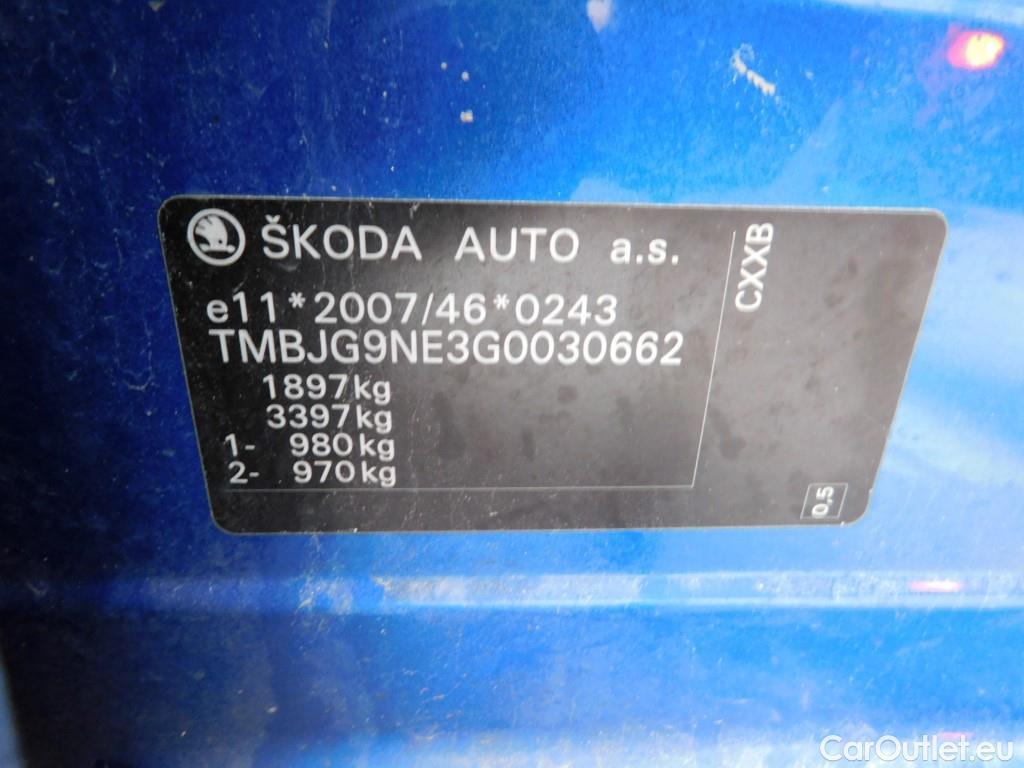 ŠKODA AUTO a.s.
e11*2007/46*0243
TMBJG9NE3G0030662
1897kg
3397kg
1- 980kg
2- 970kg
CXXB
0,5
CarOutlet.eu